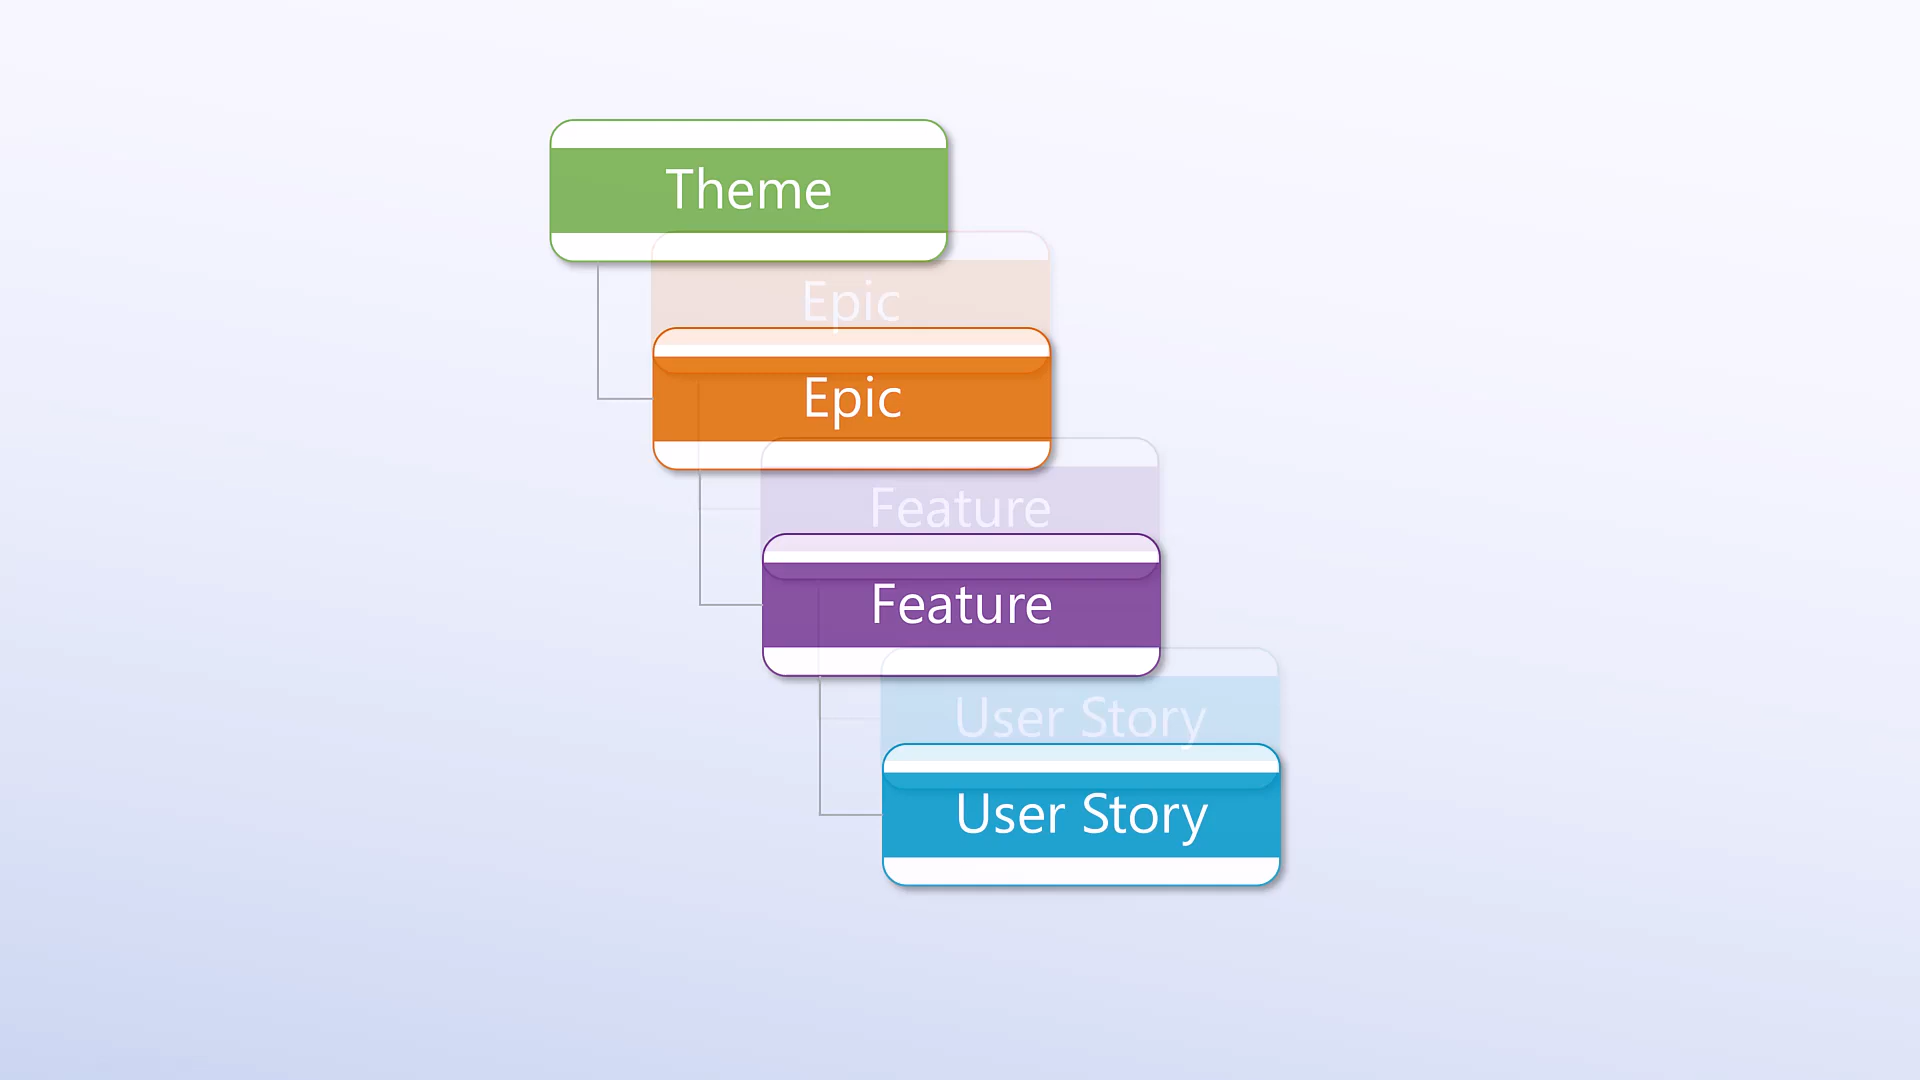 Theme
Epic
Epic
Feature
Feature
User Story
User Story